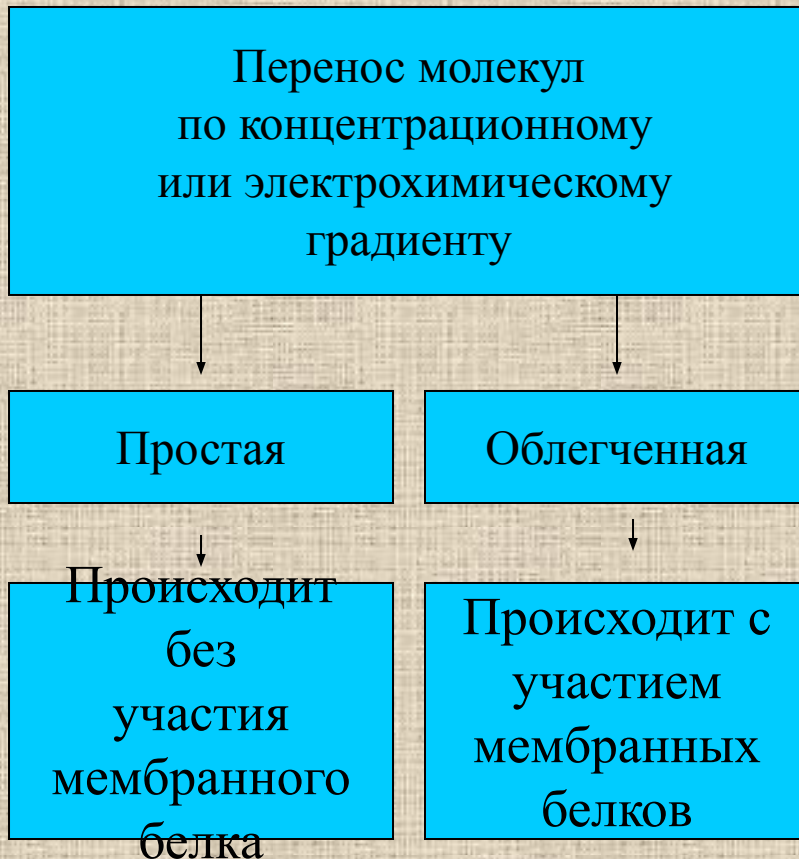 Перенос молекул
по концентрационному
или электрохимическому
градиенту
Простая
Облегченная
Происходит
без
участия
мембранного
белка
Происходит с
участием
мембранных
белков